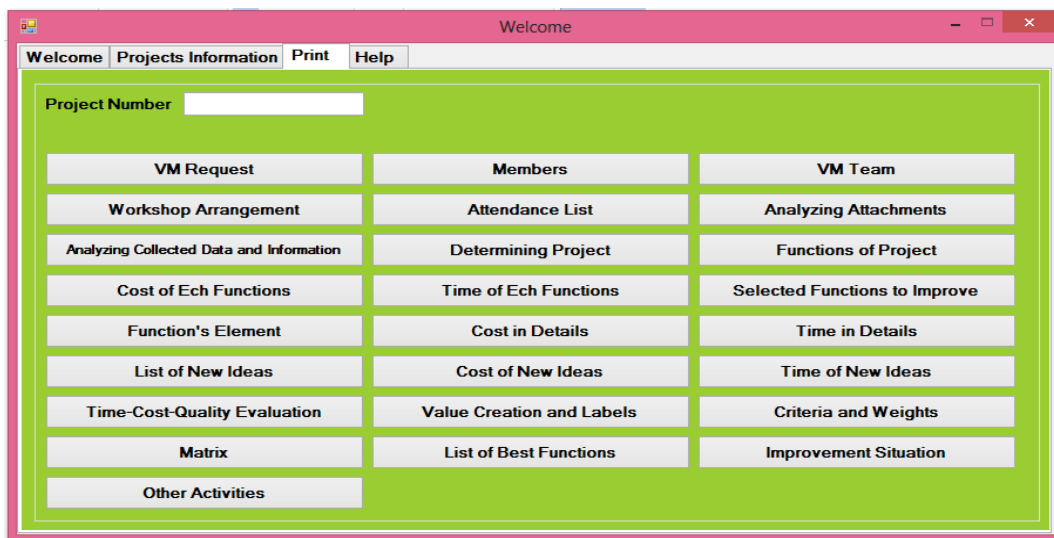 Welcome
Welcome Projects Information Print Help
Project Number
VM Request Members VM Team
Workshop Arrangement Attendance List Analyzing Attachments
Analyzing Collected Data and Information Determining Project Functions of Project
Cost of Ech Functions Time of Ech Functions Selected Functions to Improve
Function's Element Cost in Details Time in Details
List of New Ideas Cost of New Ideas Time of New Ideas
Time-Cost-Quality Evaluation Value Creation and Labels Criteria and Weights
Matrix List of Best Functions Improvement Situation
Other Activities